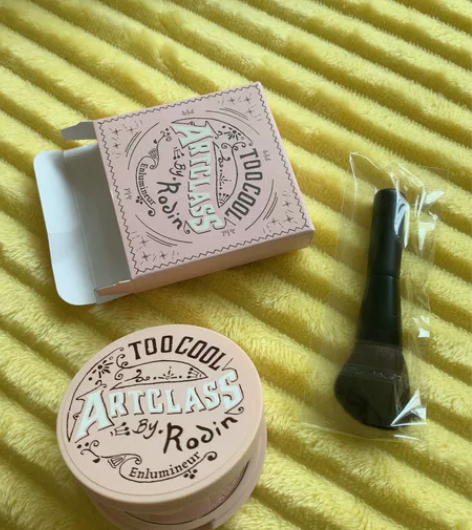 TOO COOL
ARTCLASS
By. Rodin
Enlumineur
TOO COOL
ARTCLASS
By. Rodin
Enlumineur